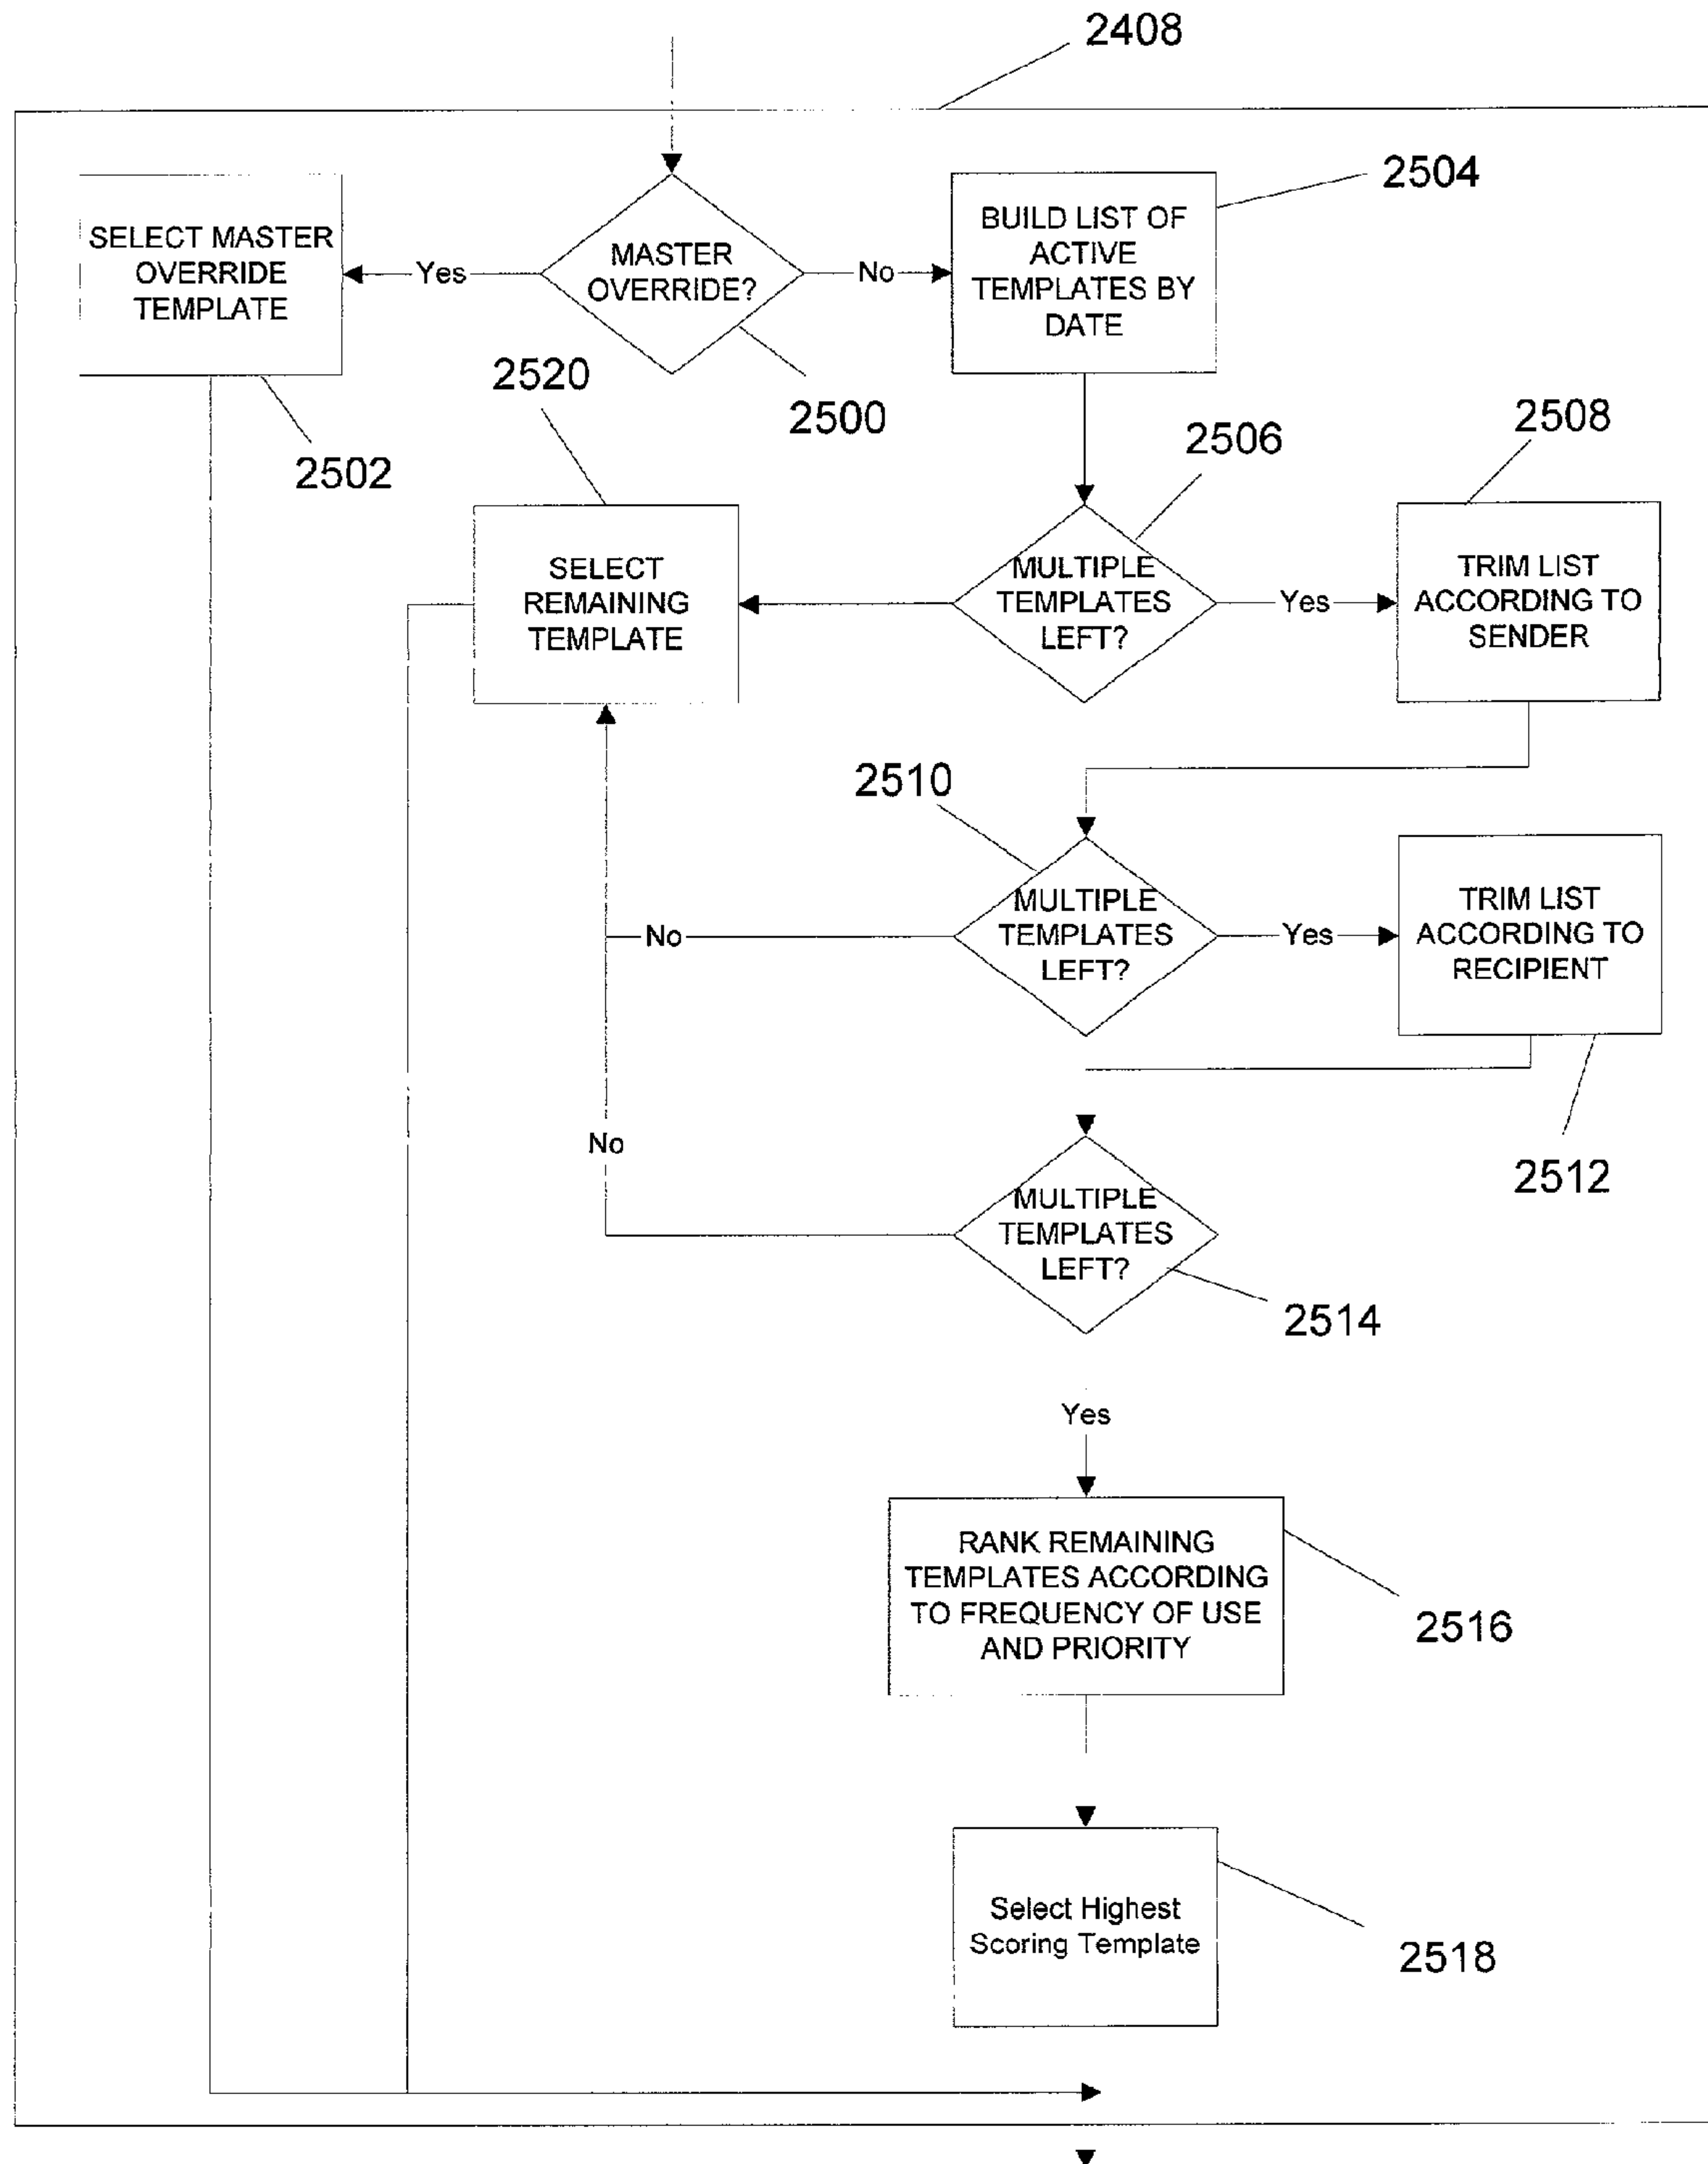 2408
2504
SELECT MASTER
OVERRIDE
TEMPLATE
Yes
MASTER
OVERRIDE?
No
BUILD LIST OF
ACTIVE
TEMPLATES BY
DATE
2520
2500
2502
2506
2508
SELECT
REMAINING
TEMPLATE
MULTIPLE
TEMPLATES
LEFT?
Yes
TRIM LIST
ACCORDING TO
SENDER
2510
No
MULTIPLE
TEMPLATES
LEFT?
Yes
TRIM LIST
ACCORDING TO
RECIPIENT
No
2512
MULTIPLE
TEMPLATES
LEFT?
2514
Yes
RANK REMAINING
TEMPLATES ACCORDING
TO FREQUENCY OF USE
AND PRIORITY
2516
Select Highest
Scoring Template
2518